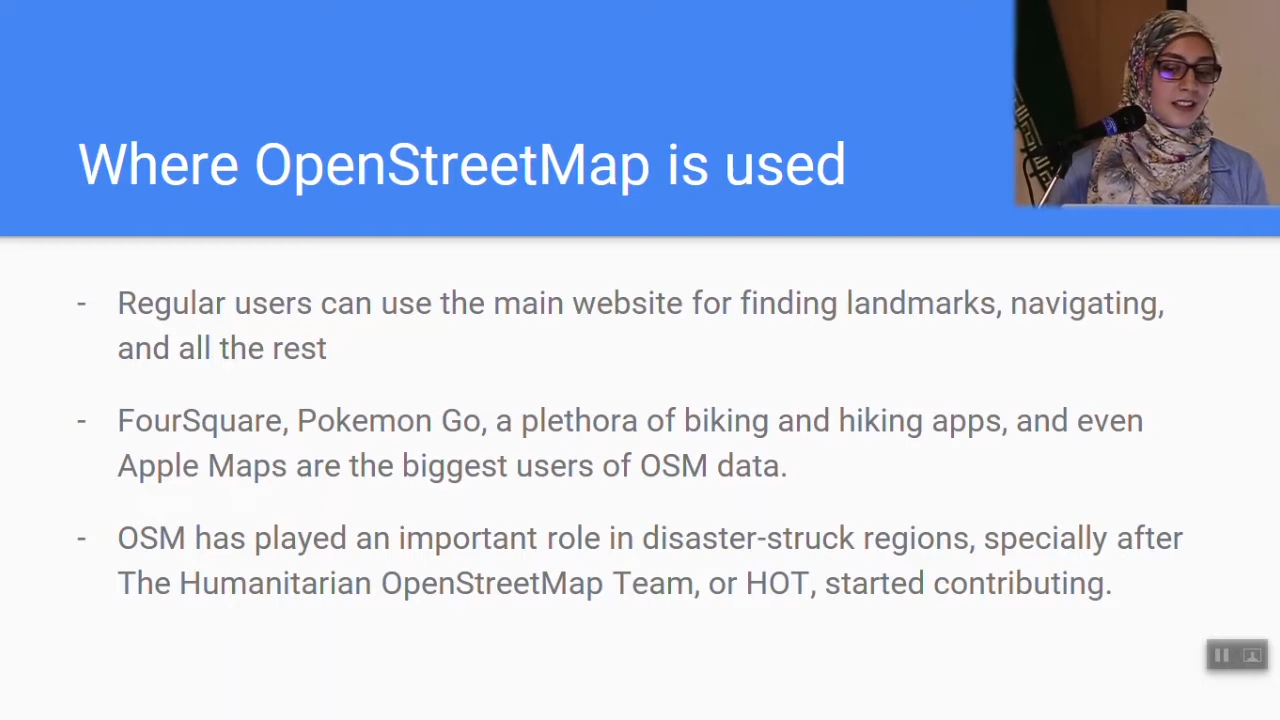 Where OpenStreetMap is used
- Regular users can use the main website for finding landmarks, navigating,
and all the rest
- FourSquare, Pokemon Go, a plethora of biking and hiking apps, and even
Apple Maps are the biggest users of OSM data.
- OSM has played an important role in disaster-struck regions, specially after
The Humanitarian OpenStreetMap Team, or HOT, started contributing.